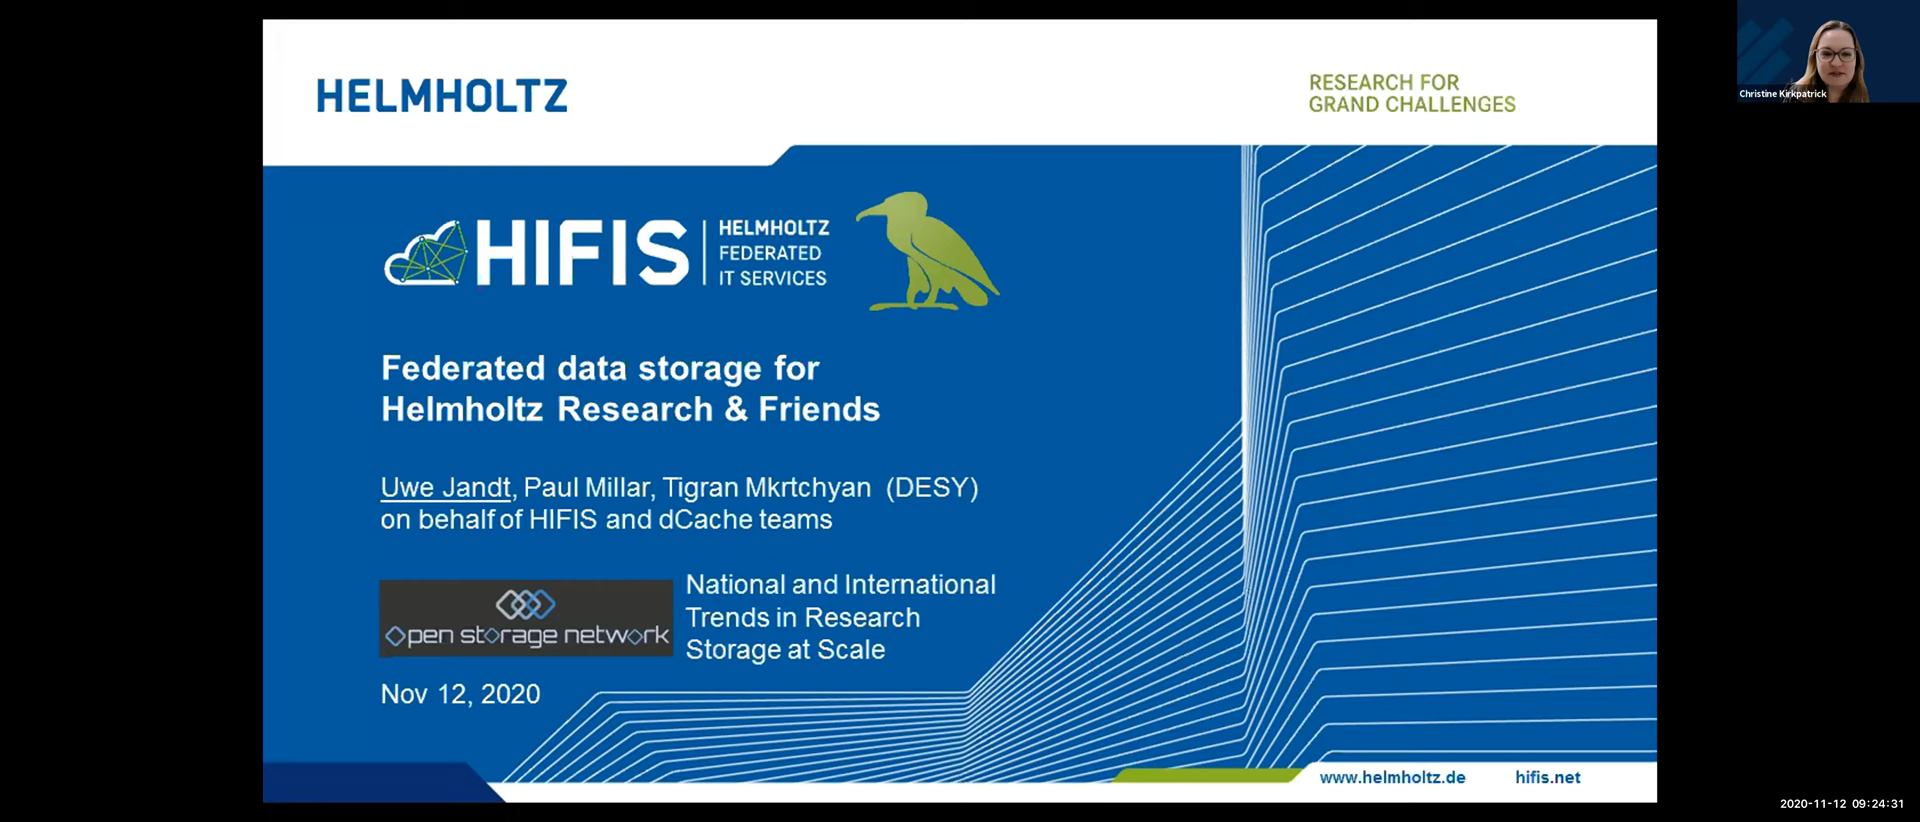 HELMHOLTZ
RESEARCH FOR
GRAND CHALLENGES
Christine Kirkpatrick
HIFIS
HELMHOLTZ
FEDERATED
IT SERVICES
Federated data storage for
Helmholtz Research & Friends
Uwe Jandt, Paul Millar, Tigran Mkrtchyan (DESY)
on behalf of HIFIS and dCache teams
open storage network
National and International
Trends in Research
Storage at Scale
Nov 12, 2020
www.helmholtz.de
hifis.net
2020-11-12 09:24:31